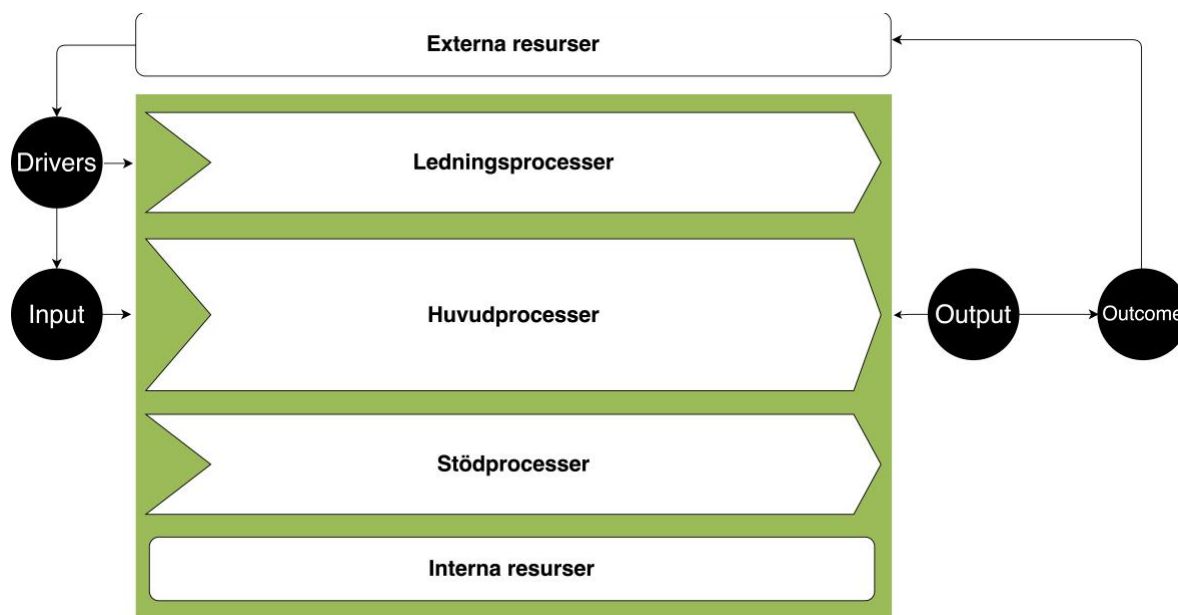 Externa resurser
Drivers
Ledningsprocesser
Input
Huvudprocesser
Output
Outcome
Stödprocesser
Interna resurser